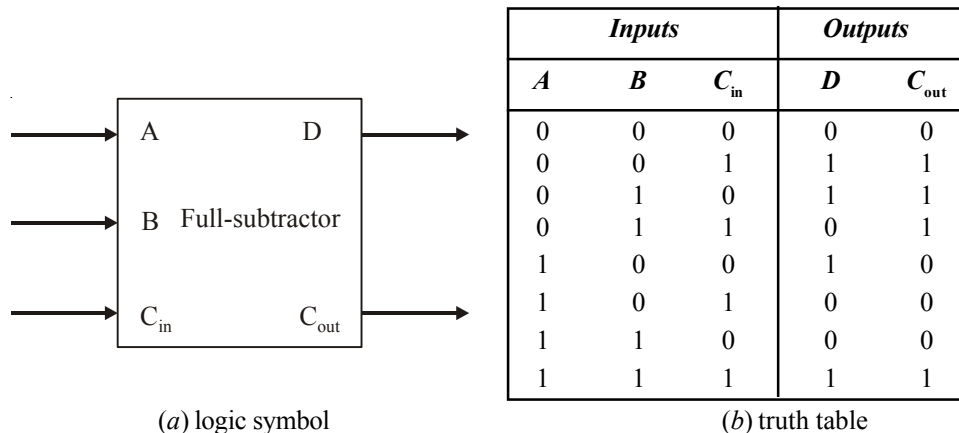 A D
B Full-subtractor
C_in C_out
(a) logic symbol
Inputs Outputs
A B C_in D C_out
0 0 0 0 0
0 0 1 1 1
0 1 0 1 1
0 1 1 0 1
1 0 0 1 0
1 0 1 0 0
1 1 0 0 0
1 1 1 1 1
(b) truth table